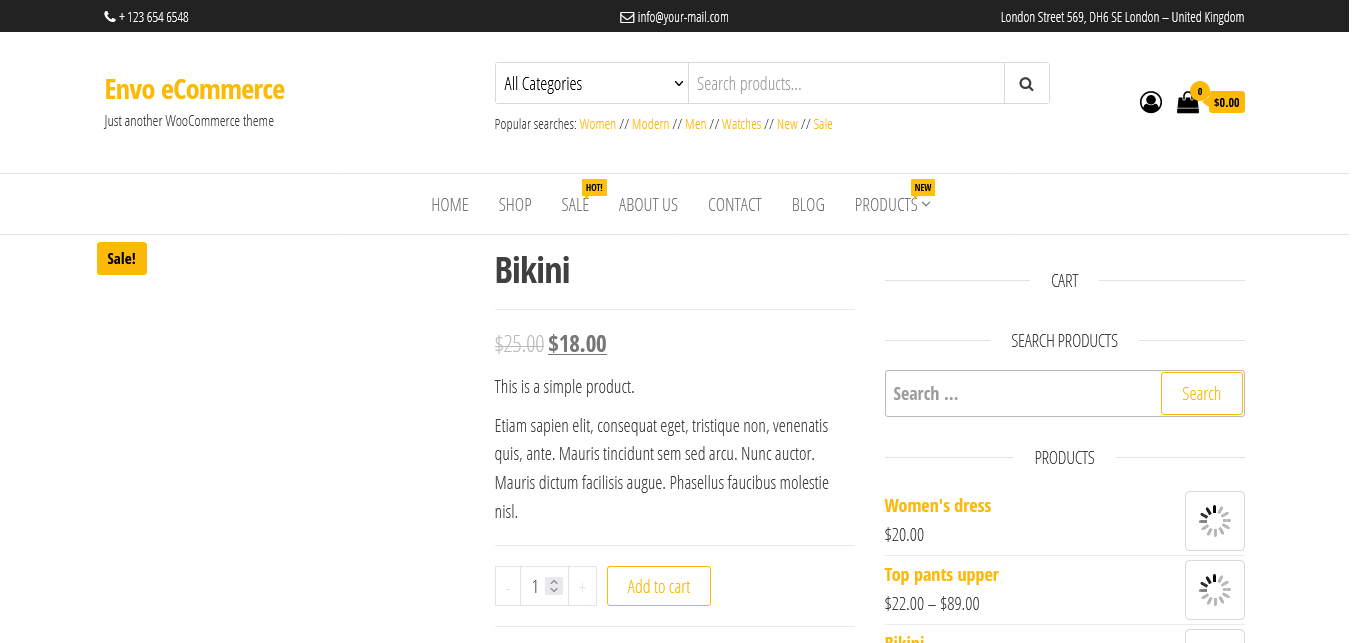 + 123 654 6548
info@your-mail.com
London Street 569, DH6 SE London – United Kingdom
Envo eCommerce
Just another WooCommerce theme
All Categories
Search products...
Popular searches: Women // Modern // Men // Watches // New // Sale
0
$0.00
HOME
SHOP
SALE
HOT!
ABOUT US
CONTACT
BLOG
PRODUCTS
NEW
Sale!
Bikini
$25.00 $18.00
This is a simple product.
Etiam sapien elit, consequat eget, tristique non, venenatis
quis, ante. Mauris tincidunt sem sed arcu. Nunc auctor.
Mauris dictum facilisis augue. Phasellus faucibus molestie
nisl.
- 1 +
Add to cart
CART
SEARCH PRODUCTS
Search ...
Search
PRODUCTS
Women's dress
$20.00
Top pants upper
$22.00 – $89.00
Bikini